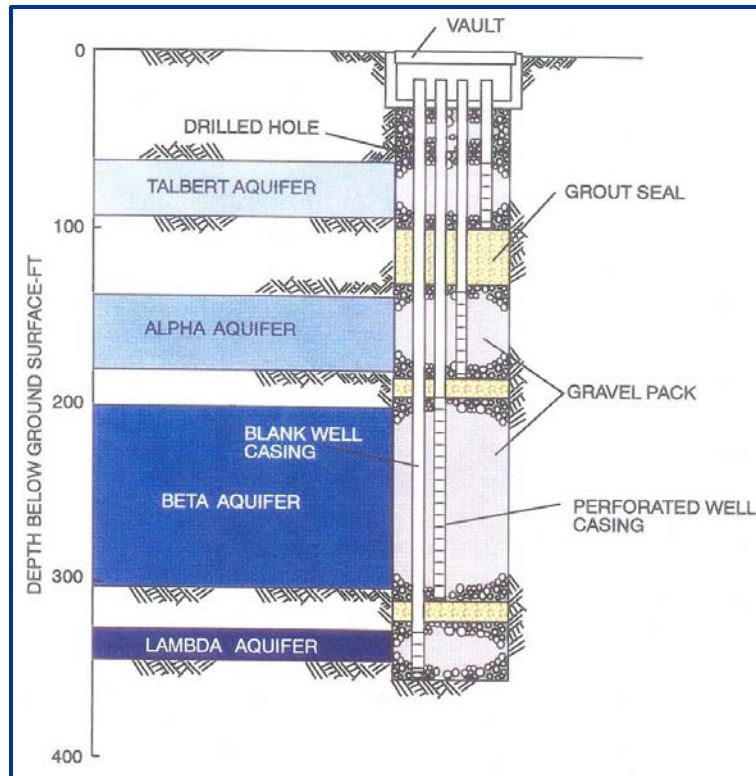 VAULT
0
DRILLED HOLE
TALBERT AQUIFER
GROUT SEAL
100
ALPHA AQUIFER
200
GRAVEL PACK
BLANK WELL
CASING
BETA AQUIFER
PERFORATED WELL
CASING
300
LAMBDA AQUIFER
400
DEPTH BELOW GROUND SURFACE-FT